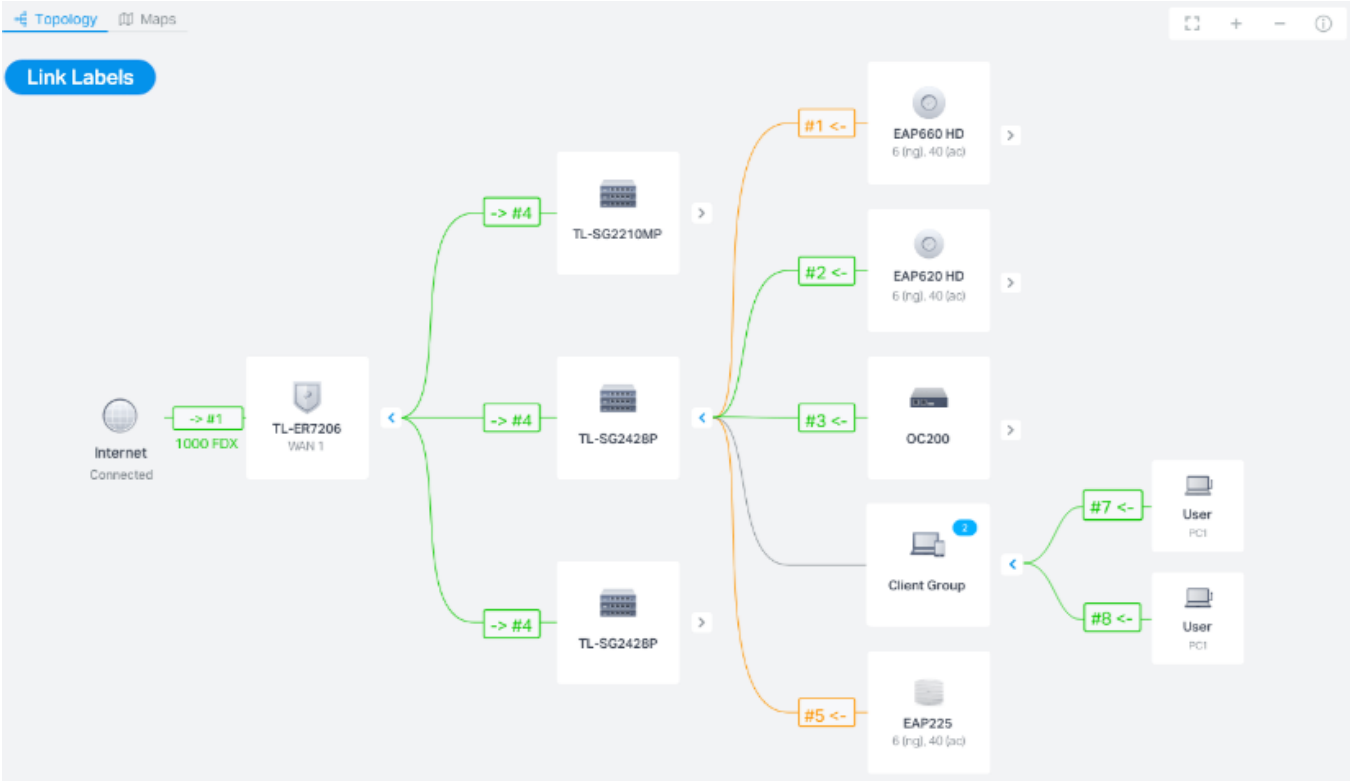 Topology
Maps
Link Labels
#1 <-
EAP660 HD
6 (ng), 40 (ac)
-> #4
TL-SG2210MP
#2 <-
EAP620 HD
6 (ng), 40 (ac)
Internet
Connected
-> #1
1000 FDX
TL-ER7206
WAN 1
-> #4
TL-SG2428P
#3 <-
OC200
2
Client Group
#7 <-
User
PC1
#8 <-
User
PC1
-> #4
TL-SG2428P
#5 <-
EAP225
6 (ng), 40 (ac)